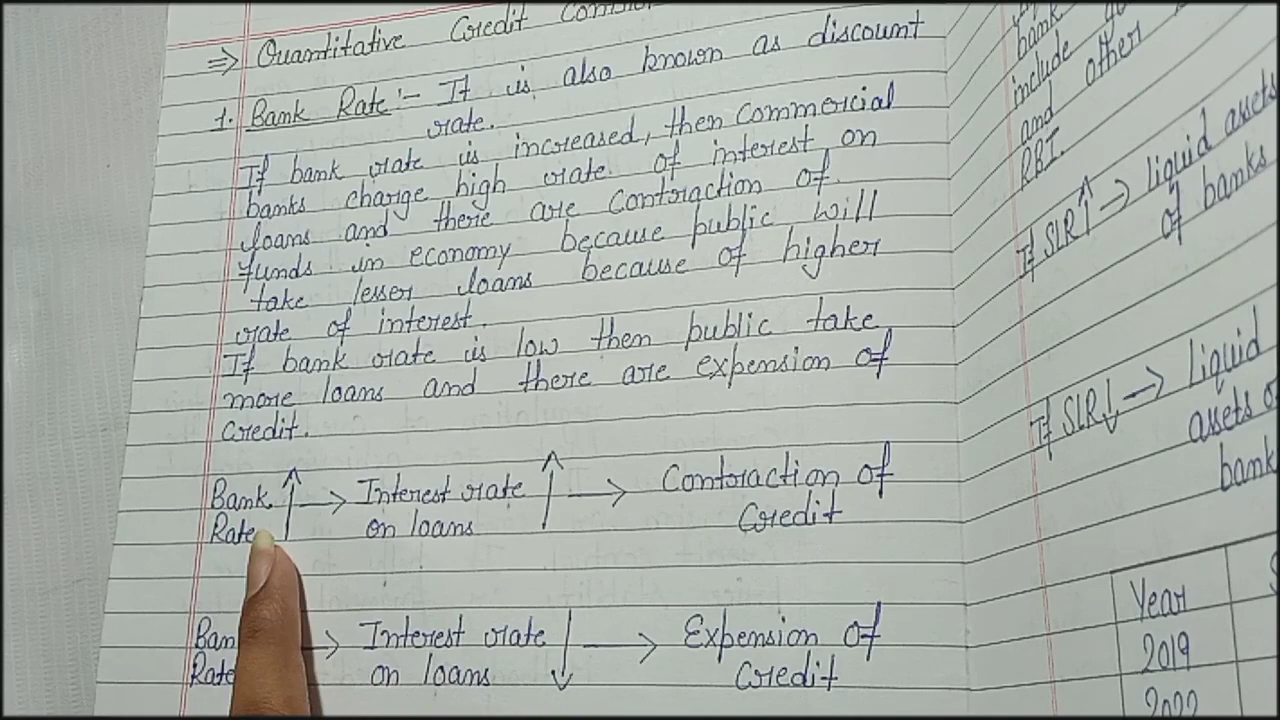 ⇒ Quantitative Credit
1. Bank Rate :- It is also known as discount
rate.
If bank rate is increased, then commercial
banks charge high rate of interest on
loans and there are Contraction of
funds in economy because public will
take lesser loans because of higher
rate of interest.
If bank rate is low then public take
more loans and there are expension of
credit.
Bank ↑ → Interest rate ↑ → Contraction of
Rate on loans Credit
Ban → Interest rate ↓ → Expension of
Rate on loans Credit
bank
include
and other
and
RBI.
If SLR↑ → liquid assets
of banks
If SLR↓ → liquid
assets of
bank
Year
2019
2022